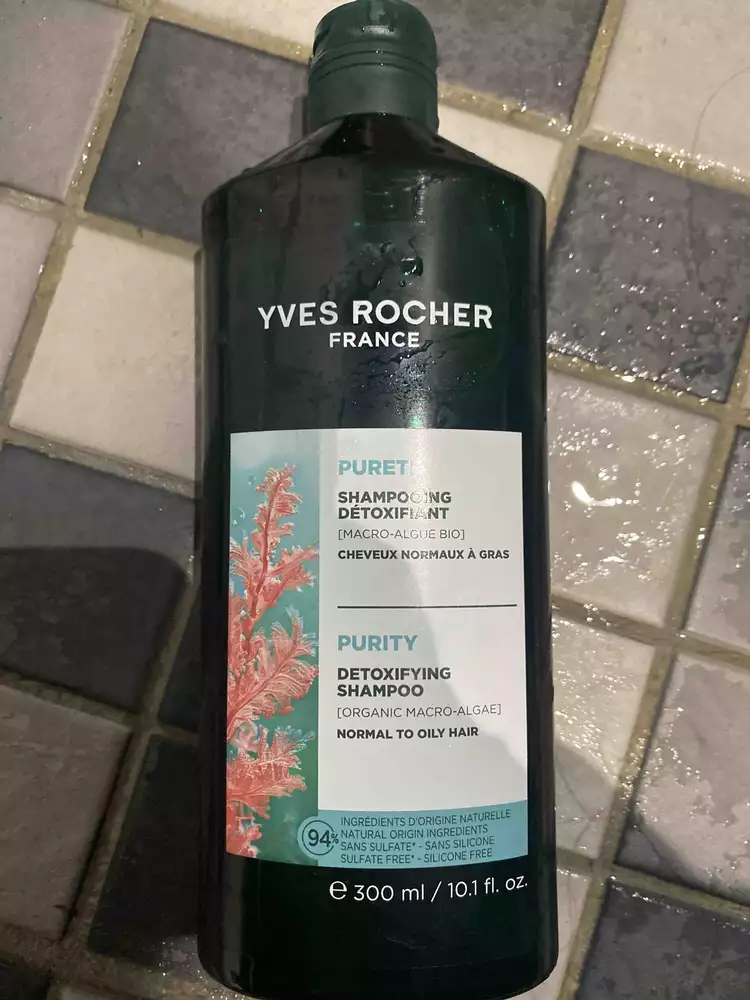 YVES ROCHER
FRANCE
PURET
SHAMPOOING
DÉTOXIFIANT
[MACRO-ALGUE BIO]
CHEVEUX NORMAUX À GRAS
PURITY
DETOXIFYING
SHAMPOO
[ORGANIC MACRO-ALGAE]
NORMAL TO OILY HAIR
94%
INGRÉDIENTS D'ORIGINE NATURELLE
NATURAL ORIGIN INGREDIENTS
SANS SULFATE* - SANS SILICONE
SULFATE FREE* - SILICONE FREE
e 300 ml / 10.1 fl. oz.